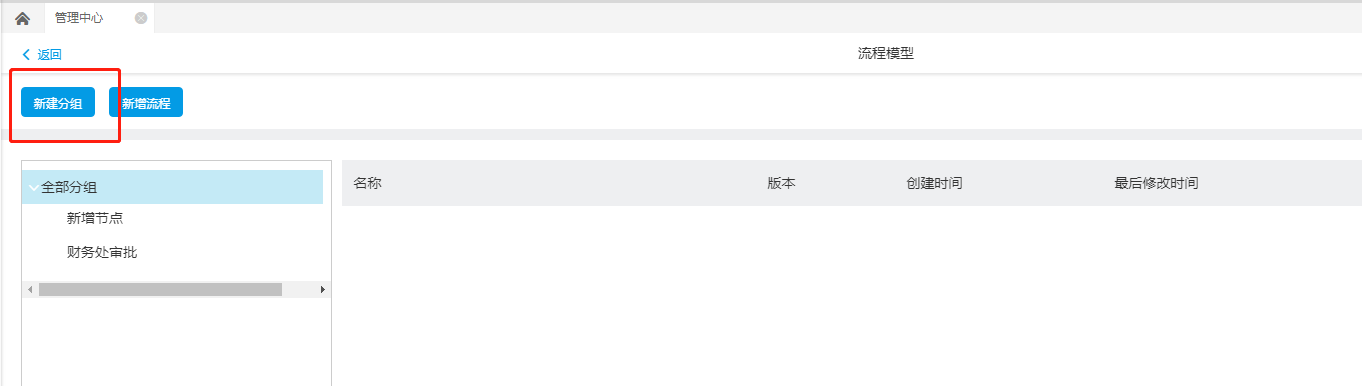 管理中心
返回
流程模型
新建分组 新增流程
全部分组
新增节点
财务处审批
名称 版本 创建时间 最后修改时间